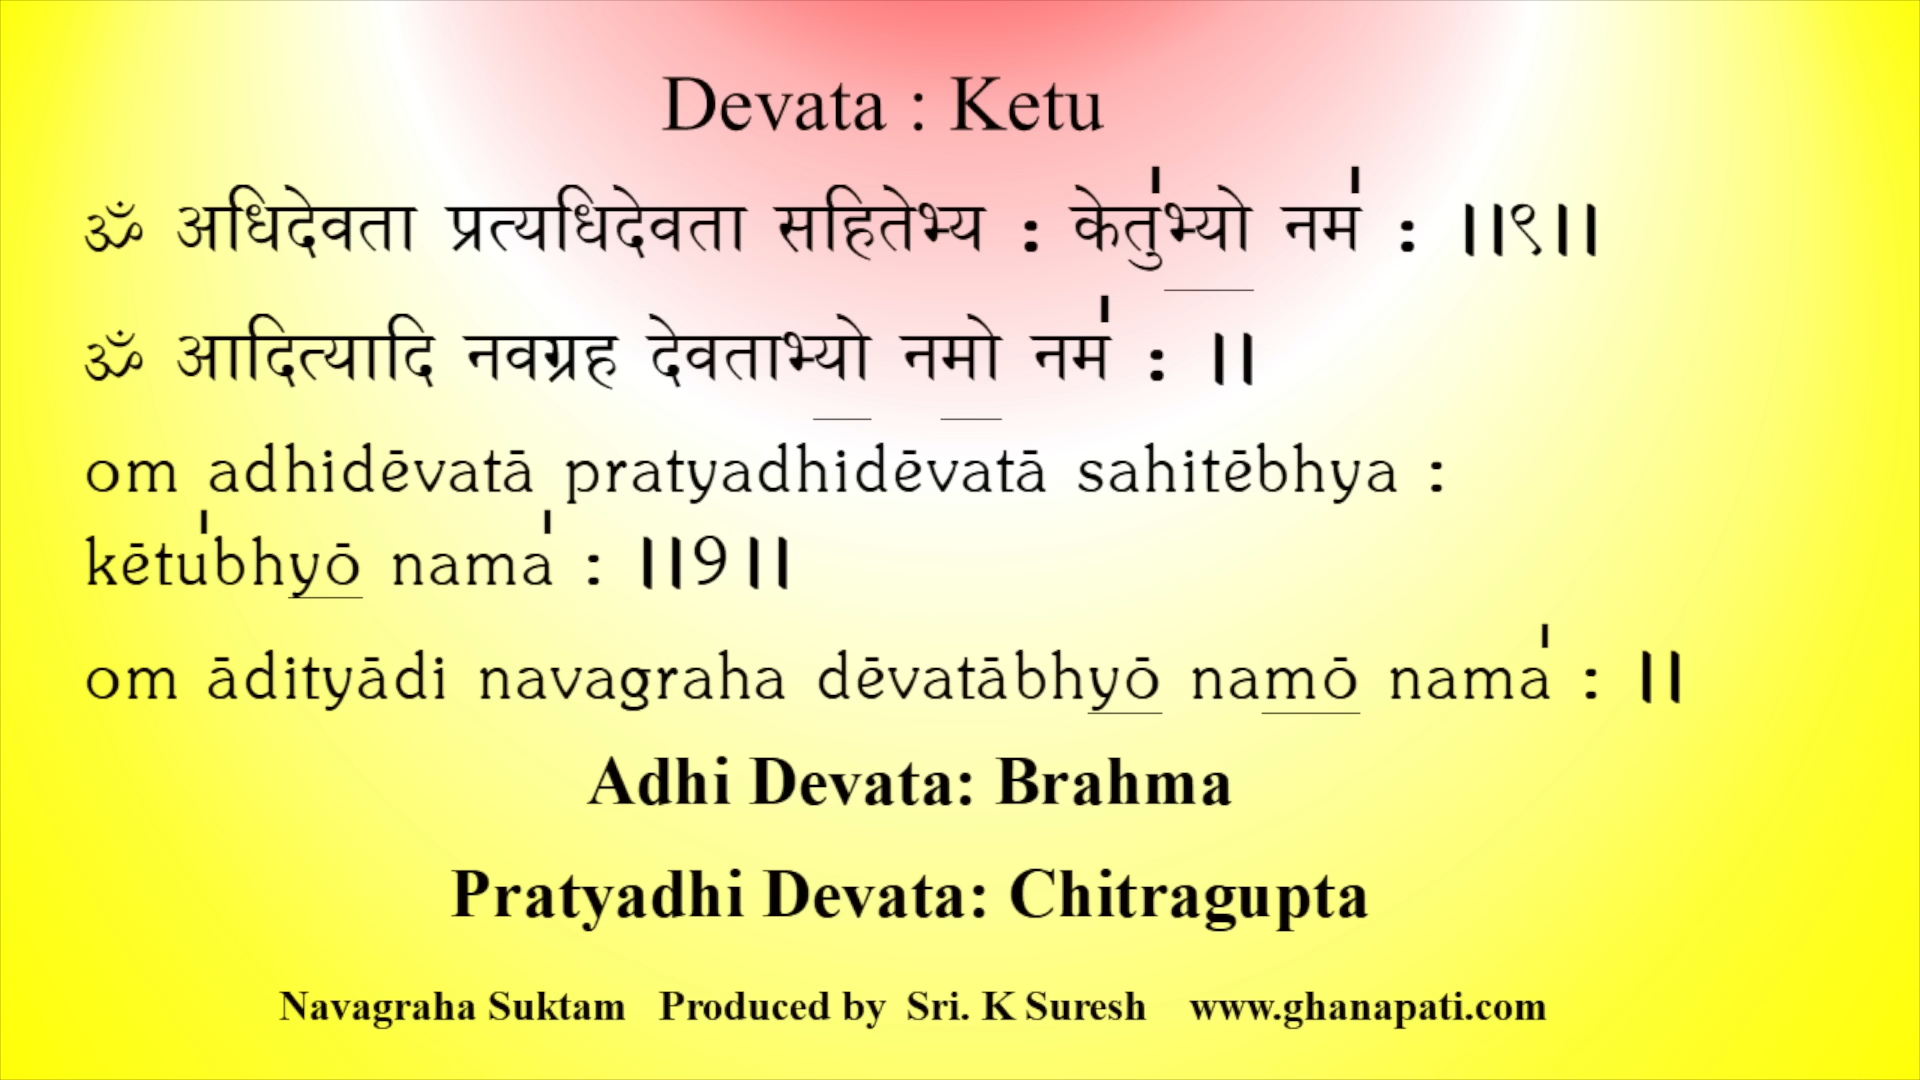 Devata : Ketu
ॐ अधिदेवता प्रत्यधिदेवता सहितेभ्य : केतु॑भ्यो॒ नम॑ : ।।९।।
ॐ आदित्यादि नवग्रह देवताभ्यो॒ नमो॒ नम॑ : ।।
om adhidēvatā pratyadhidēvatā sahitēbhya :
kētu̍bhyō̲ nama̍ : ।।9।।
om ādityādi navagraha dēvatābhyō̲ namō̲ nama̍ : ।।
Adhi Devata: Brahma
Pratyadhi Devata: Chitragupta
Navagraha Suktam Produced by Sri. K Suresh www.ghanapati.com